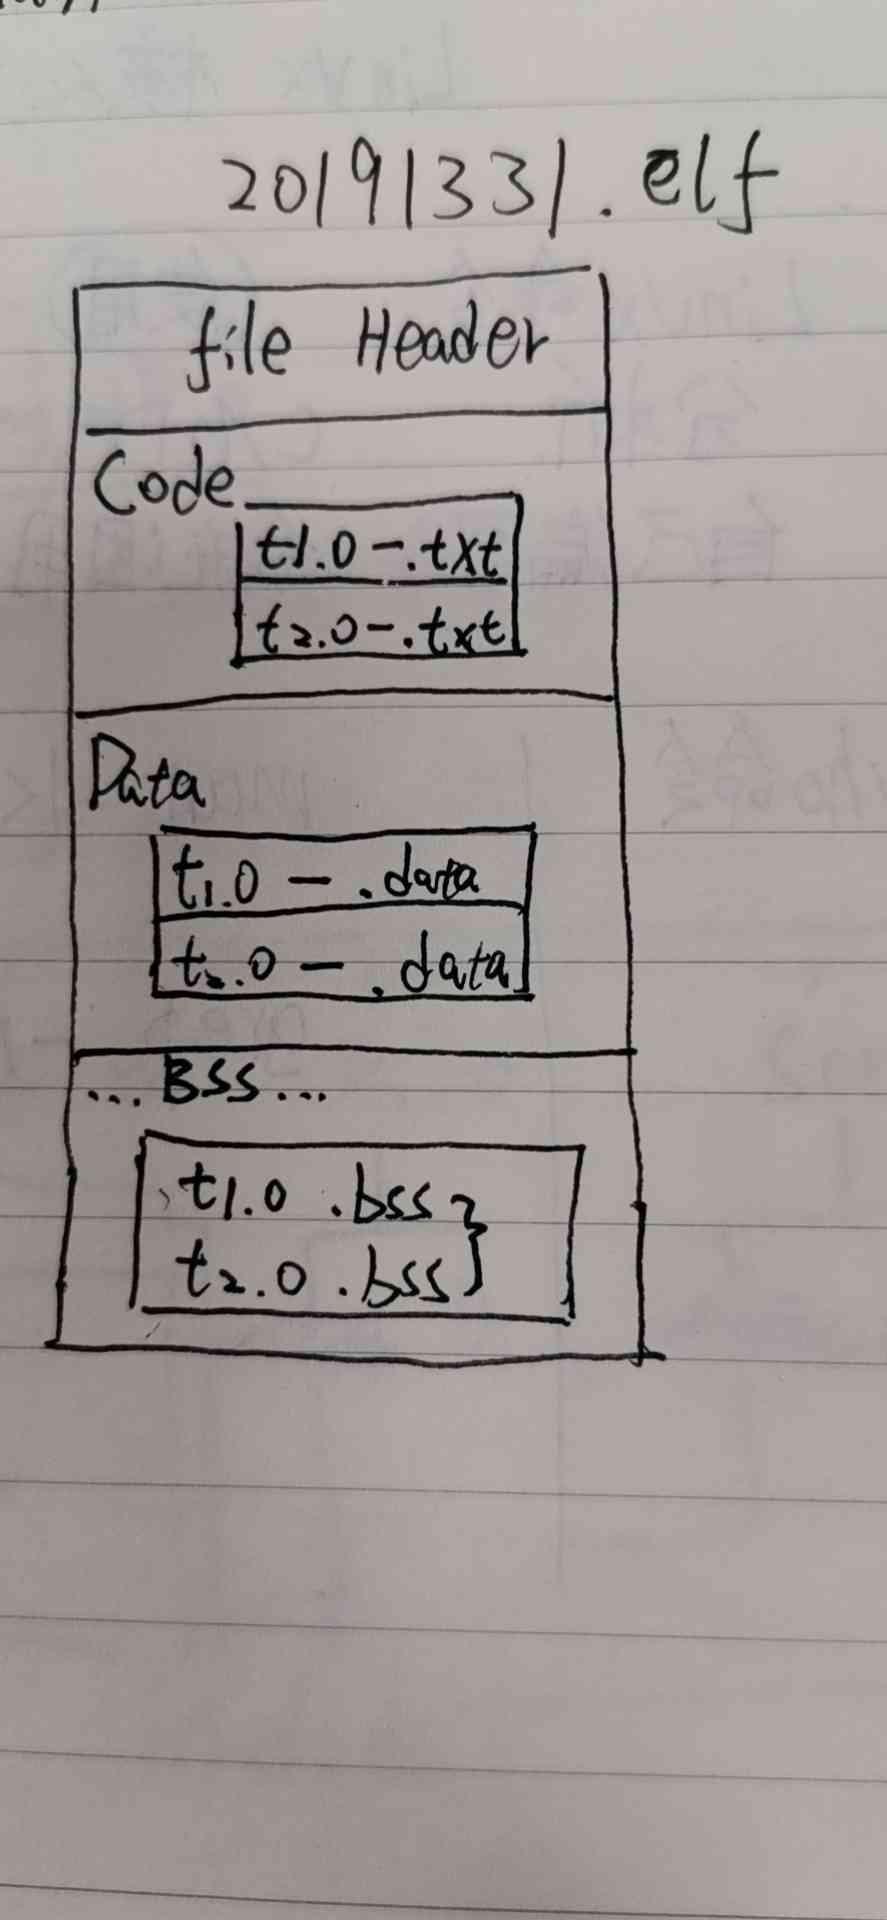 20191331.elf
file Header
Code
t1.0-.txt
t2.0-.txt
Data
t1.0 - .data
t2.0 - .data
...BSS...
t1.0 .bss}
t2.0 .bss